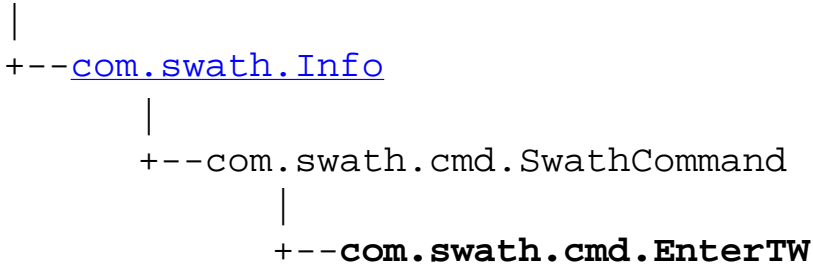 |
+--com.swath.Info
|
+--com.swath.cmd.SwathCommand
|
+--com.swath.cmd.EnterTW